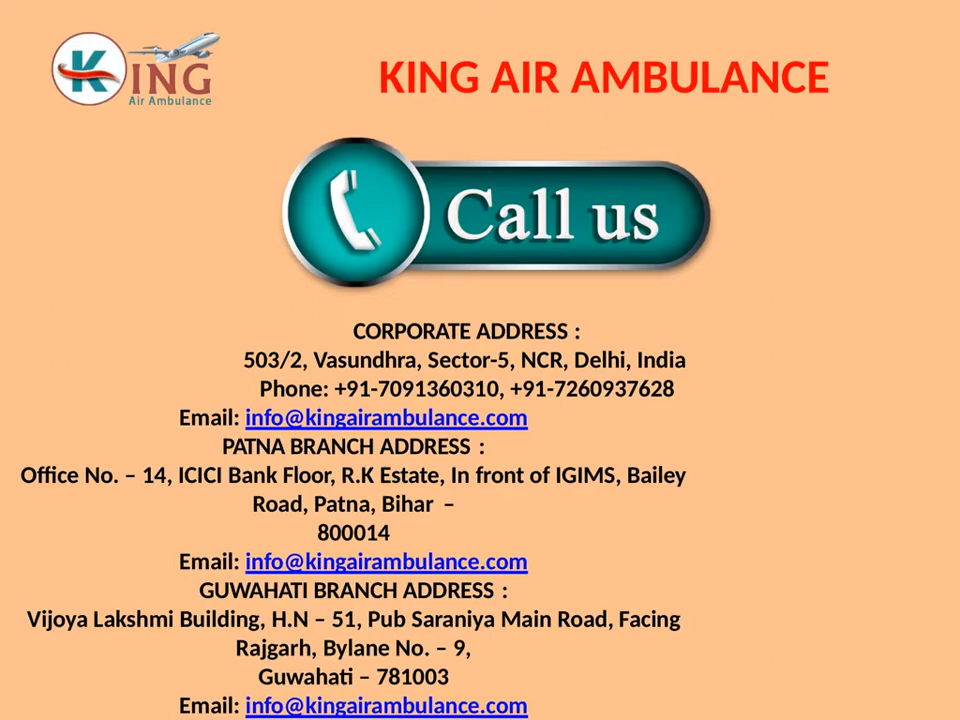 KING
Air Ambulance
KING AIR AMBULANCE
Call us
CORPORATE ADDRESS :
503/2, Vasundhra, Sector-5, NCR, Delhi, India
Phone: +91-7091360310, +91-7260937628
Email: info@kingairambulance.com
PATNA BRANCH ADDRESS :
Office No. – 14, ICICI Bank Floor, R.K Estate, In front of IGIMS, Bailey
Road, Patna, Bihar –
800014
Email: info@kingairambulance.com
GUWAHATI BRANCH ADDRESS :
Vijoya Lakshmi Building, H.N – 51, Pub Saraniya Main Road, Facing
Rajgarh, Bylane No. – 9,
Guwahati – 781003
Email: info@kingairambulance.com